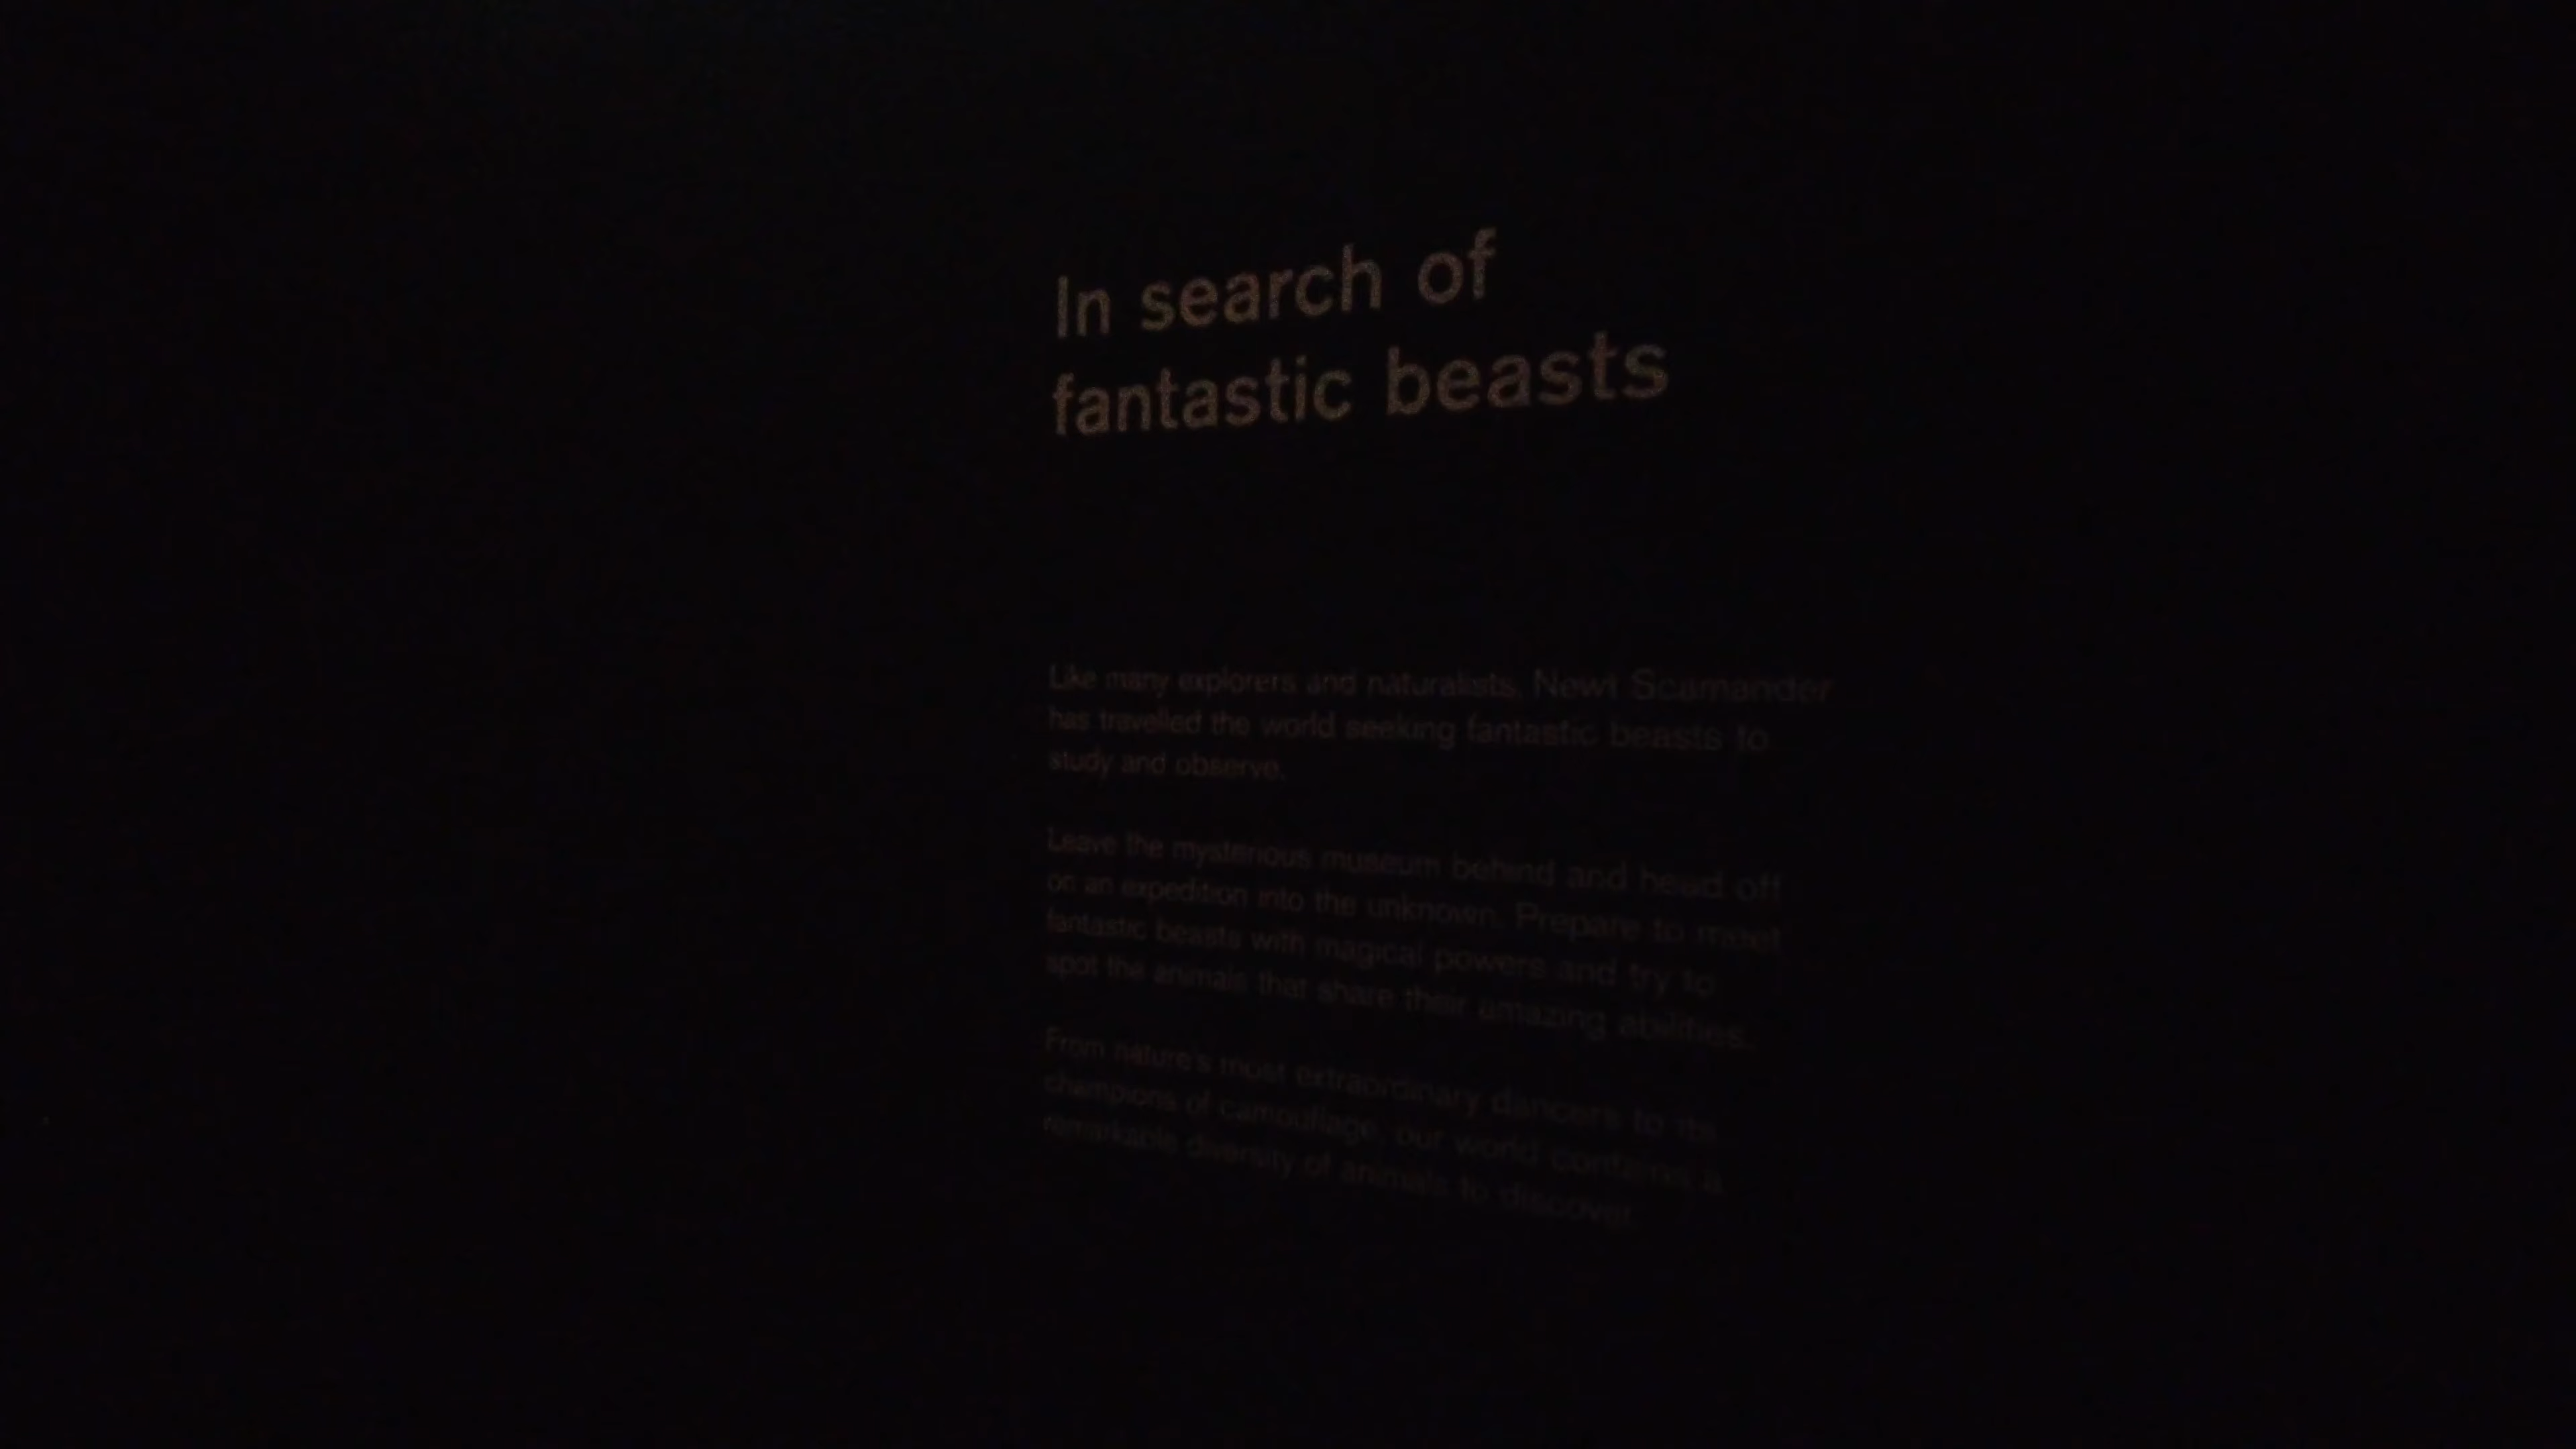 In search of
fantastic beasts
Like many explorers and naturalists, Newt Scamander
has travelled the world seeking fantastic beasts to
study and observe.
Leave the mysterious museum behind and head off
on an expedition into the unknown. Prepare to meet
fantastic beasts with magical powers and try to
spot the animals that share their amazing abilities.
From nature's most extraordinary dancers to its
champions of camouflage, our world contains a
remarkable diversity of animals to discover.